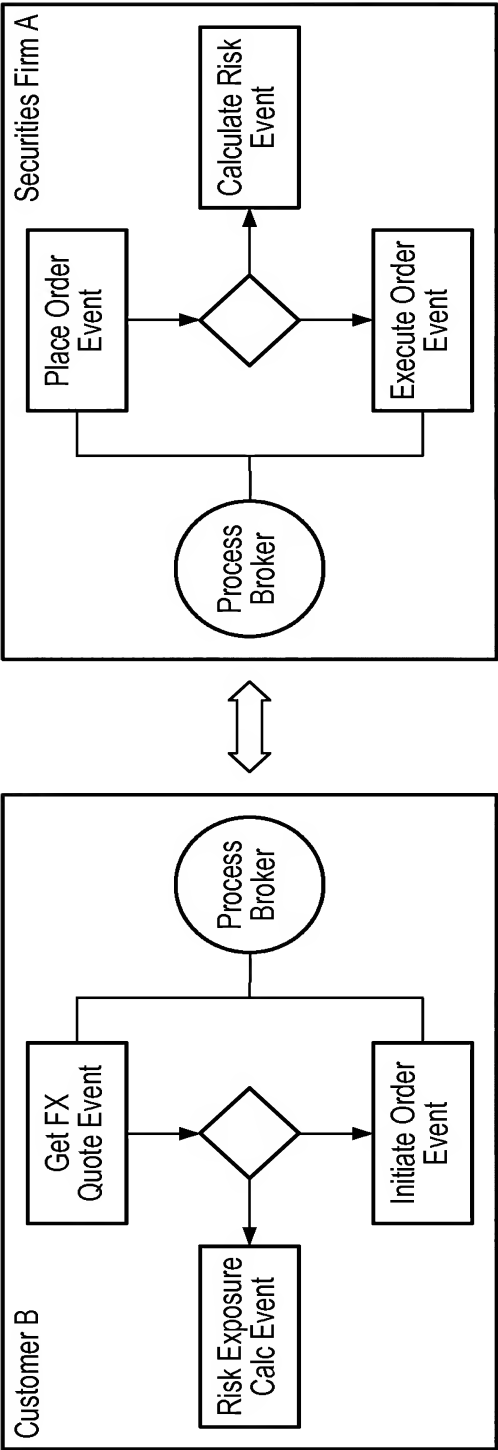 Customer B
Get FX
Quote Event
Risk Exposure
Calc Event
Initiate Order
Event
Process
Broker
Securities Firm A
Process
Broker
Place Order
Event
Calculate Risk
Event
Execute Order
Event